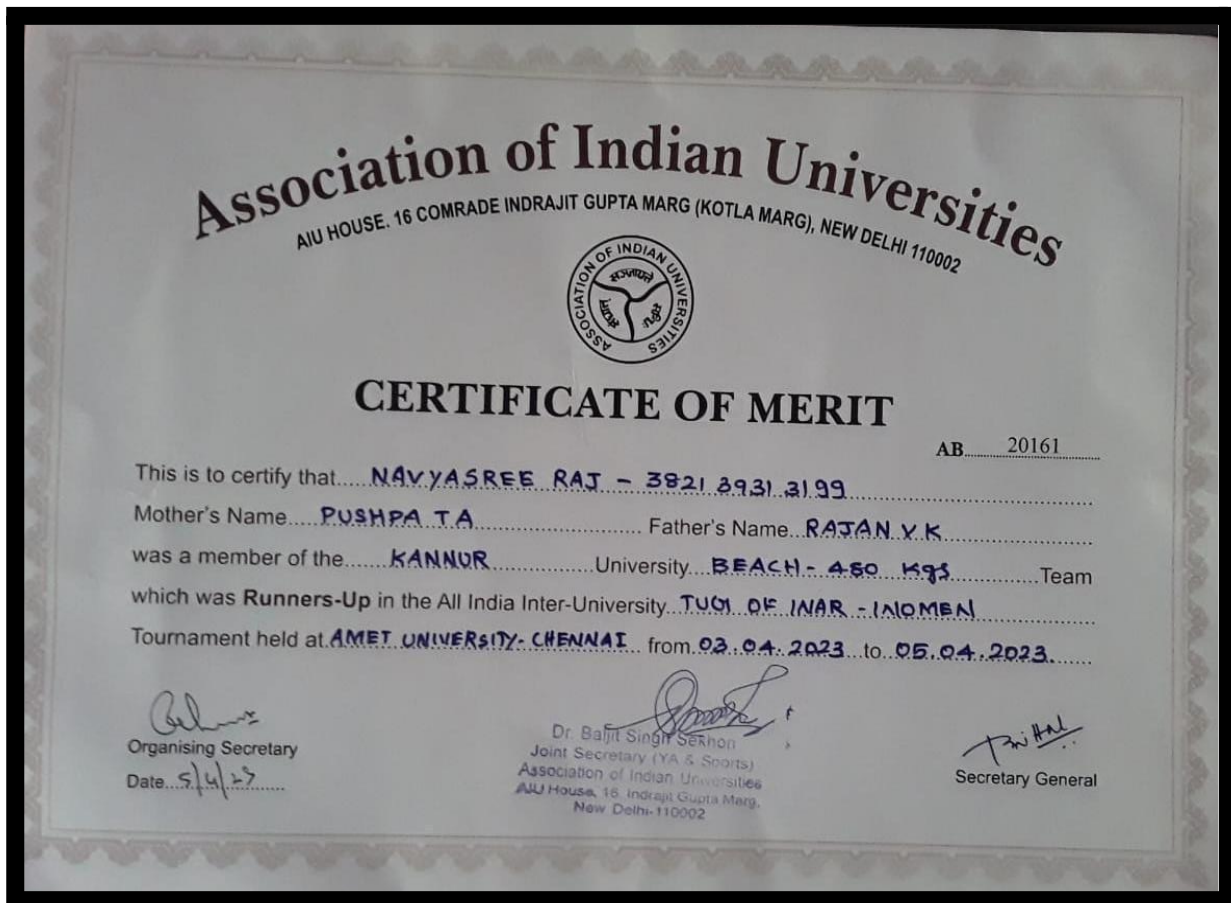 Association of Indian Universities
AIU HOUSE. 16 COMRADE INDRAJIT GUPTA MARG (KOTLA MARG), NEW DELHI 110002
ASSOCIATION OF INDIAN UNIVERSITIES
CERTIFICATE OF MERIT
AB 20161
This is to certify that NAVYASREE RAJ - 3821 3931 3199
Mother's Name PUSHPA T A Father's Name RAJAN V K
was a member of the KANNUR University BEACH - 480 Kgs Team
which was Runners-Up in the All India Inter-University TUG OF WAR - WOMEN
Tournament held at AMET UNIVERSITY - CHENNAI from 03.04.2023 to 05.04.2023.
Organising Secretary
Date 5/4/23
Dr. Baljit Singh Sekhon
Joint Secretary (YA & Sports)
Association of Indian Universities
AIU House, 16 Indrajit Gupta Marg,
New Delhi-110002
Secretary General